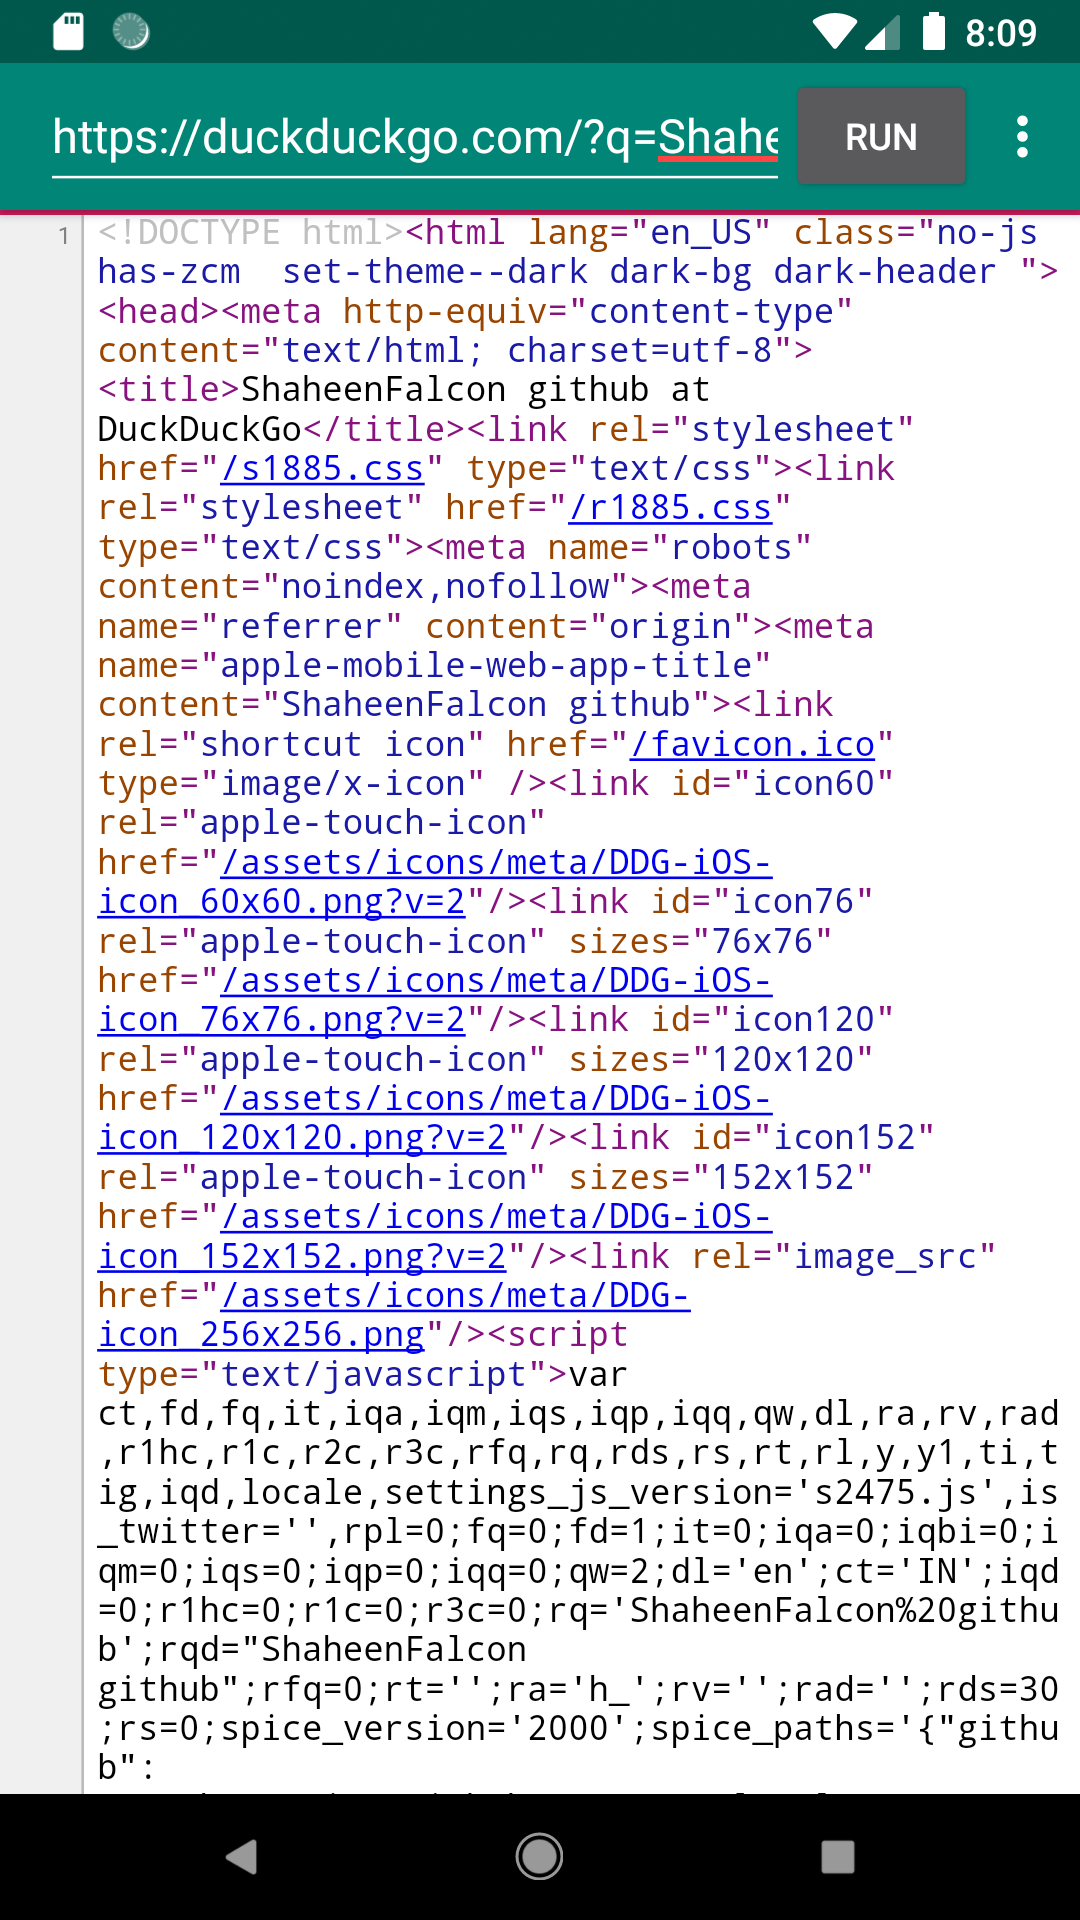 8:09
https://duckduckgo.com/?q=Shahe
RUN
1
<!DOCTYPE html><html lang="en_US" class="no-js
has-zcm  set-theme--dark dark-bg dark-header ">
<head><meta http-equiv="content-type"
content="text/html; charset=utf-8">
<title>ShaheenFalcon github at
DuckDuckGo</title><link rel="stylesheet"
href="/s1885.css" type="text/css"><link
rel="stylesheet" href="/r1885.css"
type="text/css"><meta name="robots"
content="noindex,nofollow"><meta
name="referrer" content="origin"><meta
name="apple-mobile-web-app-title"
content="ShaheenFalcon github"><link
rel="shortcut icon" href="/favicon.ico"
type="image/x-icon" /><link id="icon60"
rel="apple-touch-icon"
href="/assets/icons/meta/DDG-iOS-
icon_60x60.png?v=2"/><link id="icon76"
rel="apple-touch-icon" sizes="76x76"
href="/assets/icons/meta/DDG-iOS-
icon_76x76.png?v=2"/><link id="icon120"
rel="apple-touch-icon" sizes="120x120"
href="/assets/icons/meta/DDG-iOS-
icon_120x120.png?v=2"/><link id="icon152"
rel="apple-touch-icon" sizes="152x152"
href="/assets/icons/meta/DDG-iOS-
icon_152x152.png?v=2"/><link rel="image_src"
href="/assets/icons/meta/DDG-
icon_256x256.png"/><script
type="text/javascript">var
ct,fd,fq,it,iqa,iqm,iqs,iqp,iqq,qw,dl,ra,rv,rad
,r1hc,r1c,r2c,r3c,rfq,rq,rds,rs,rt,rl,y,y1,ti,t
ig,iqd,locale,settings_js_version='s2475.js',is
_twitter='',rpl=0;fq=0;fd=1;it=0;iqa=0;iqbi=0;i
qm=0;iqs=0;iqp=0;iqq=0;qw=2;dl='en';ct='IN';iqd
=0;r1hc=0;r1c=0;r3c=0;rq='ShaheenFalcon%20githu
b';rqd="ShaheenFalcon
github";rfq=0;rt='';ra='h_';rv='';rad='';rds=30
;rs=0;spice_version='2000';spice_paths='{"githu
b":